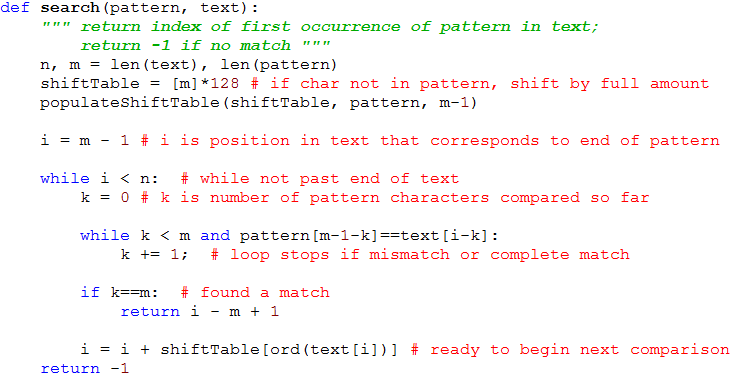 def search(pattern, text):
    """ return index of first occurrence of pattern in text;
        return -1 if no match """
    n, m = len(text), len(pattern)
    shiftTable = [m]*128 # if char not in pattern, shift by full amount
    populateShiftTable(shiftTable, pattern, m-1)

    i = m - 1 # i is position in text that corresponds to end of pattern

    while i < n:  # while not past end of text
        k = 0 # k is number of pattern characters compared so far

        while k < m and pattern[m-1-k]==text[i-k]:
            k += 1;  # loop stops if mismatch or complete match

        if k==m:  # found a match
            return i - m + 1

        i = i + shiftTable[ord(text[i])] # ready to begin next comparison
    return -1